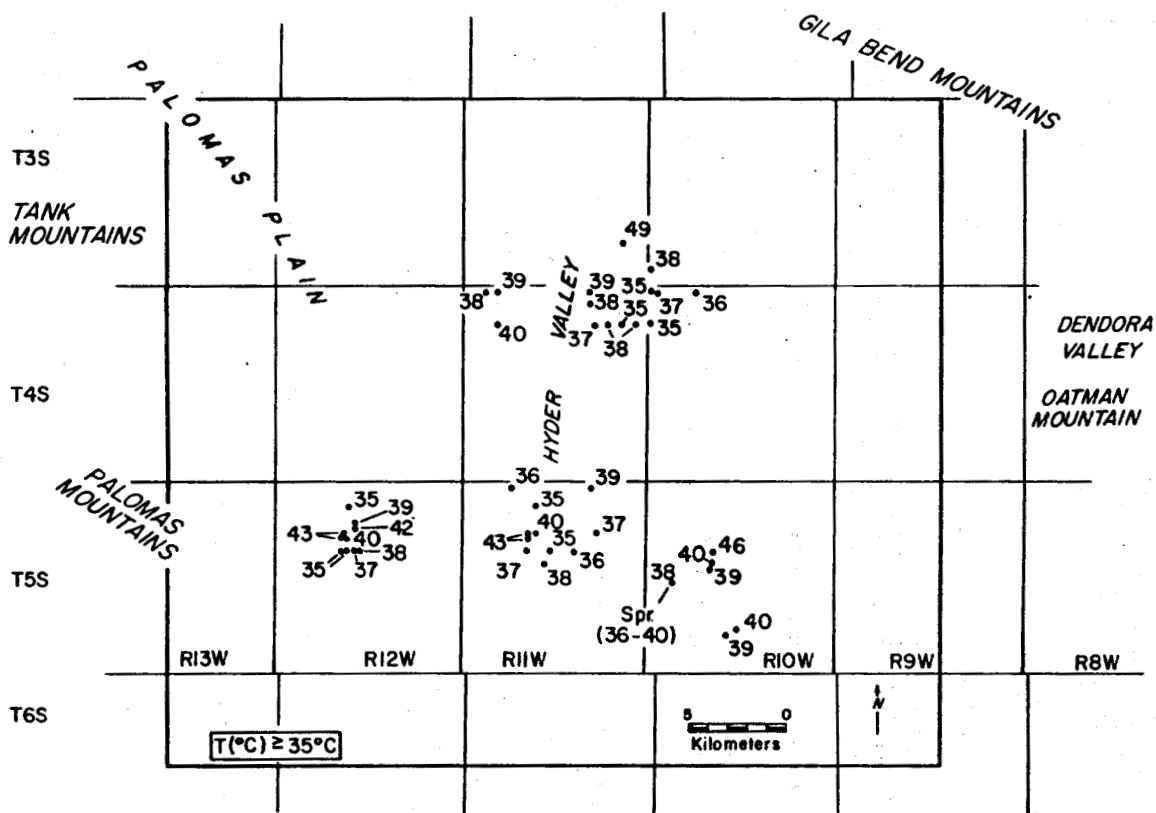 GILA BEND MOUNTAINS
PALOMAS PLAIN
T3S
TANK
MOUNTAINS
49
38
39
38
39
38
35
37
36
40
VALLEY
37
38
35
35
DENDORA
VALLEY
T4S
OATMAN
MOUNTAIN
HYDER
PALOMAS
MOUNTAINS
36
39
35
39
42
43
40
35
37
38
35
40
37
43
35
37
38
36
46
40
39
38
T5S
Spr.
(36-40)
40
39
R13W
R12W
R11W
R10W
R9W
R8W
T6S
T(°C) ≥ 35°C
5 0
Kilometers
N